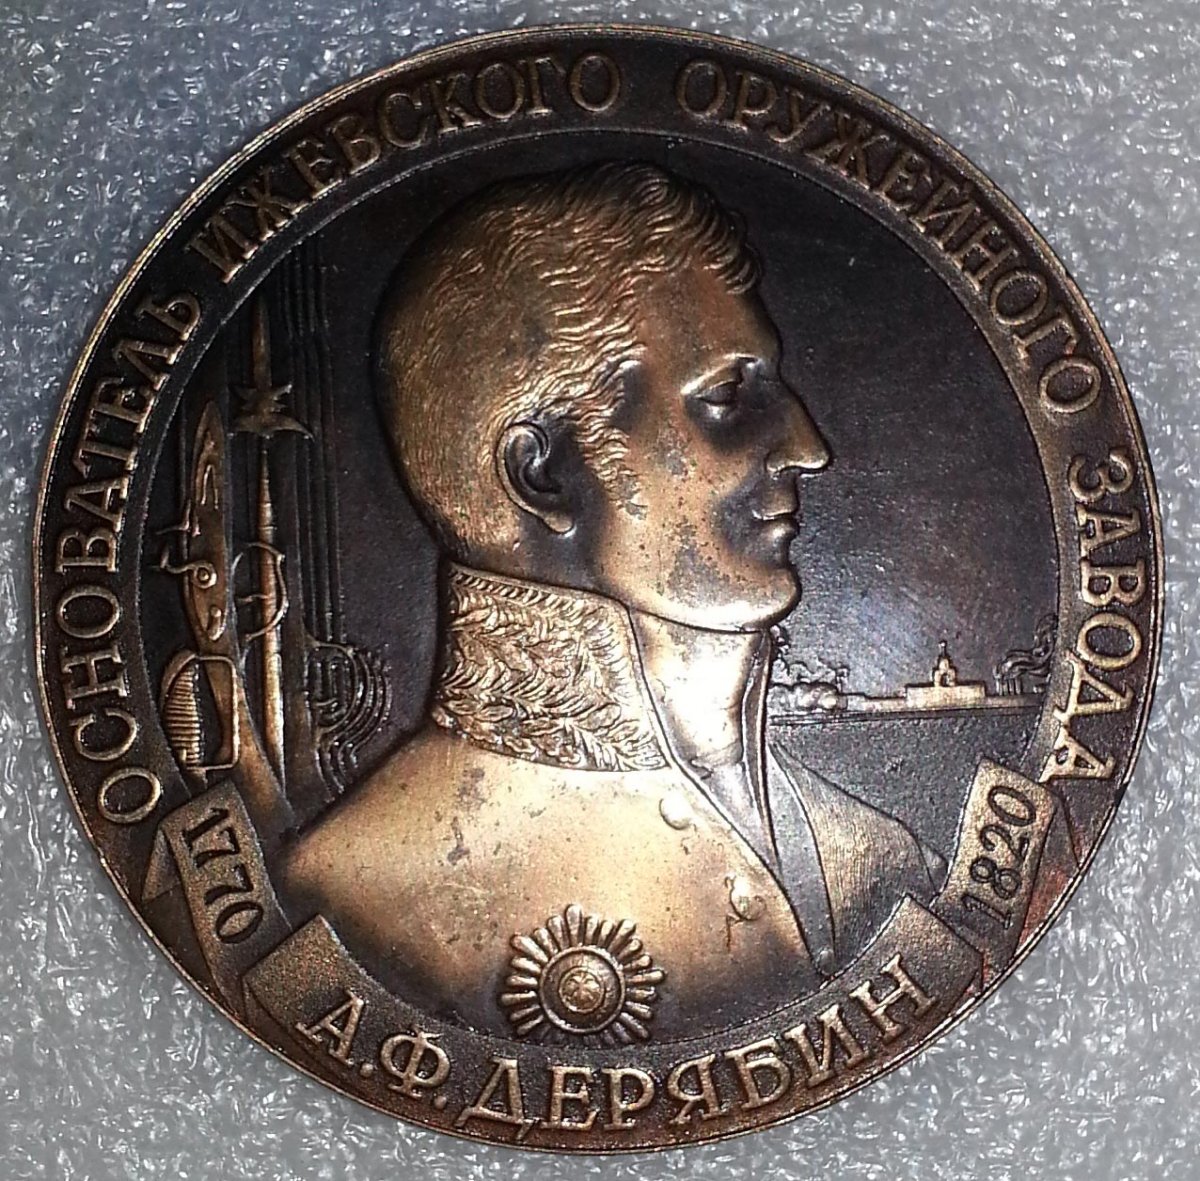 ОСНОВАТЕЛЬ ИЖЕВСКОГО ОРУЖЕЙНОГО ЗАВОДА
1770
А.Ф.ДЕРЯБИН
1820